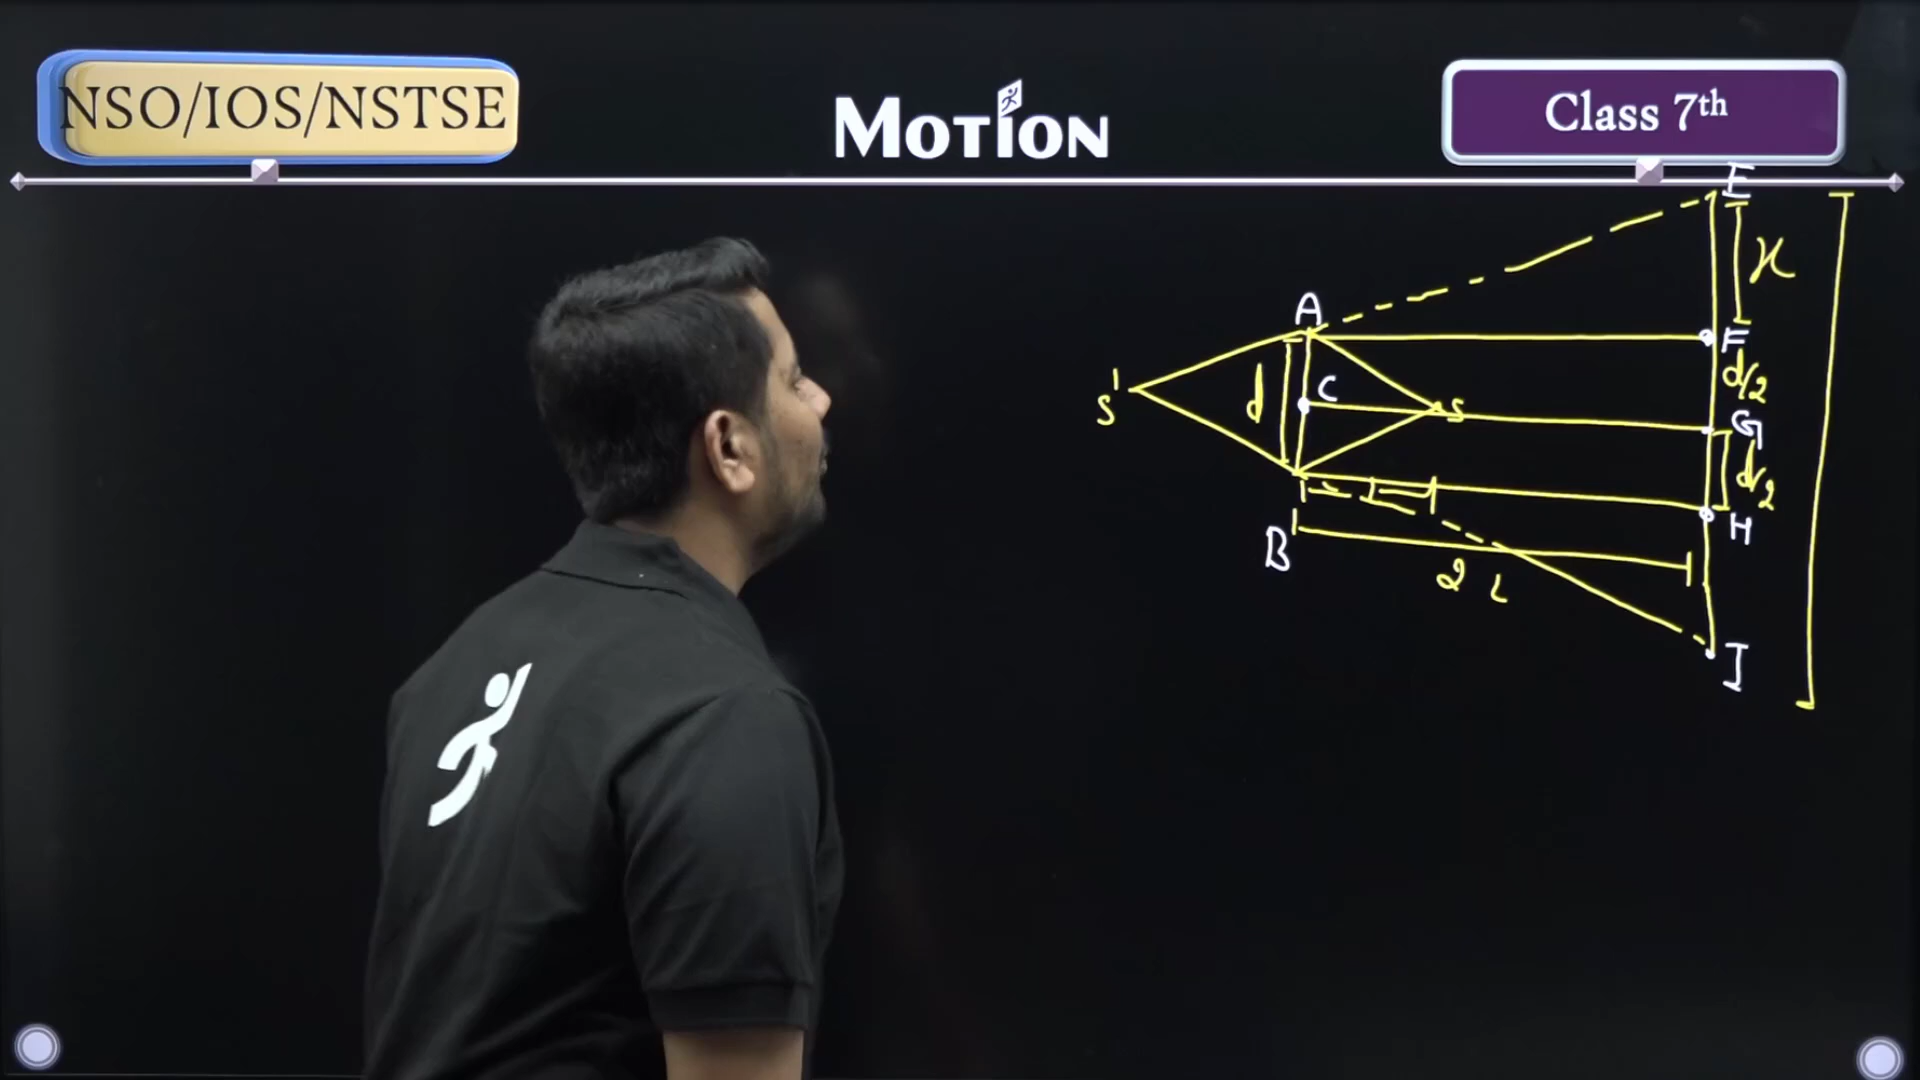 NSO/IOS/NSTSE
MOTION
Class 7th
E
x
A
F
d/2
S'
d
C
S
G
d/2
H
B
2L
I